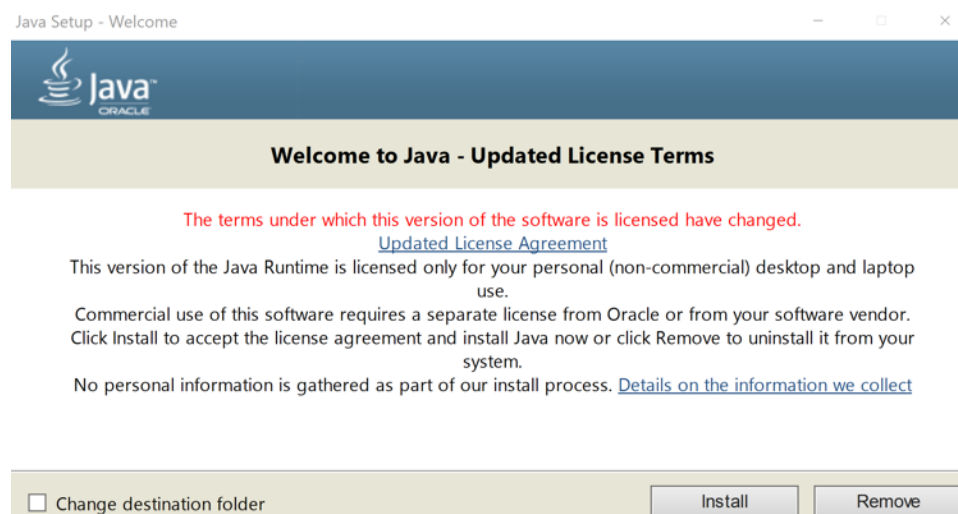 Java Setup - Welcome
Java™
ORACLE
Welcome to Java - Updated License Terms
The terms under which this version of the software is licensed have changed.
Updated License Agreement
This version of the Java Runtime is licensed only for your personal (non-commercial) desktop and laptop
use.
Commercial use of this software requires a separate license from Oracle or from your software vendor.
Click Install to accept the license agreement and install Java now or click Remove to uninstall it from your
system.
No personal information is gathered as part of our install process. Details on the information we collect
Change destination folder
Install
Remove